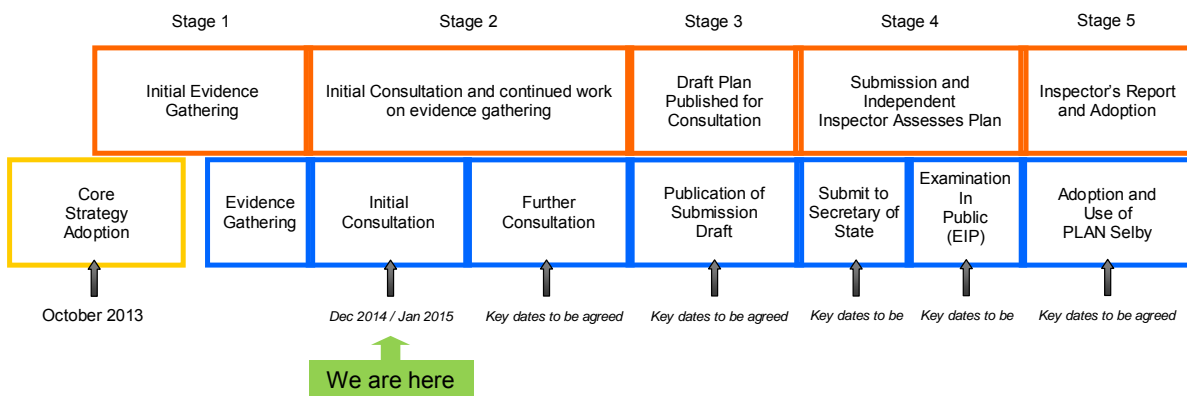 Stage 1
Stage 2
Stage 3
Stage 4
Stage 5
Initial Evidence
Gathering
Initial Consultation and continued work
on evidence gathering
Draft Plan
Published for
Consultation
Submission and
Independent
Inspector Assesses Plan
Inspector's Report
and Adoption
Core
Strategy
Adoption
Evidence
Gathering
Initial
Consultation
Further
Consultation
Publication of
Submission
Draft
Submit to
Secretary of
State
Examination
In
Public
(EIP)
Adoption and
Use of
PLAN Selby
October 2013
Dec 2014 / Jan 2015
Key dates to be agreed
Key dates to be agreed
Key dates to be
Key dates to be
Key dates to be agreed
We are here